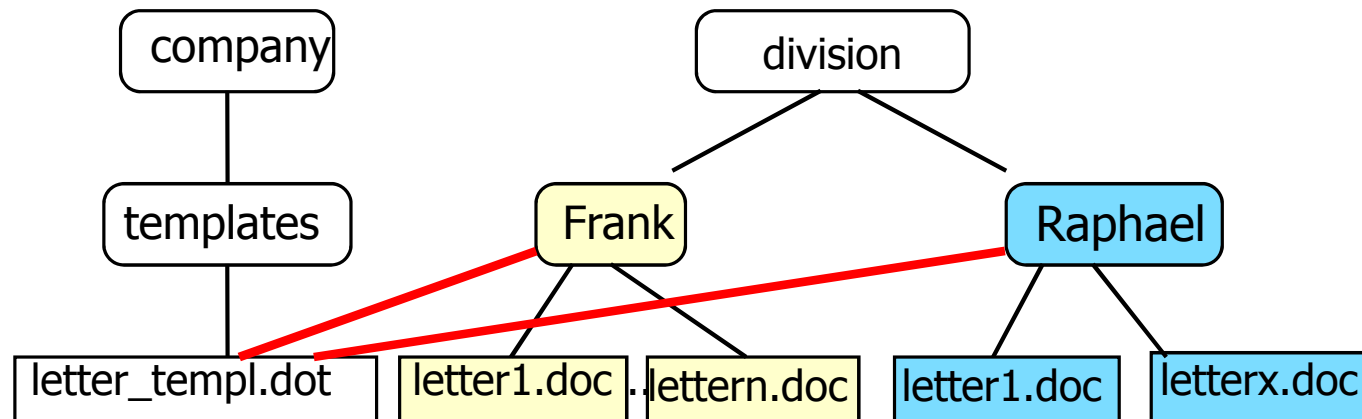 company
division
templates
Frank
Raphael
letter_templ.dot
letter1.doc ..
lettern.doc
letter1.doc
letterx.doc